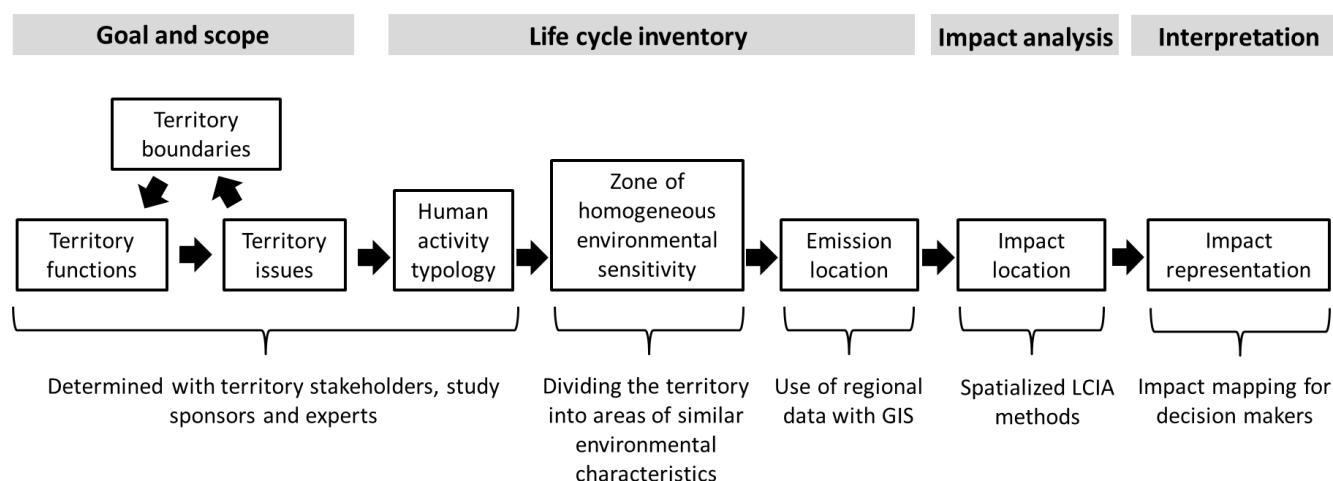 Goal and scope
Life cycle inventory
Impact analysis
Interpretation
Territory
boundaries
Territory
functions
Territory
issues
Human
activity
typology
Zone of
homogeneous
environmental
sensitivity
Emission
location
Impact
location
Impact
representation
Determined with territory stakeholders, study
sponsors and experts
Dividing the territory
into areas of similar
environmental
characteristics
Use of regional
data with GIS
Spatialized LCIA
methods
Impact mapping for
decision makers